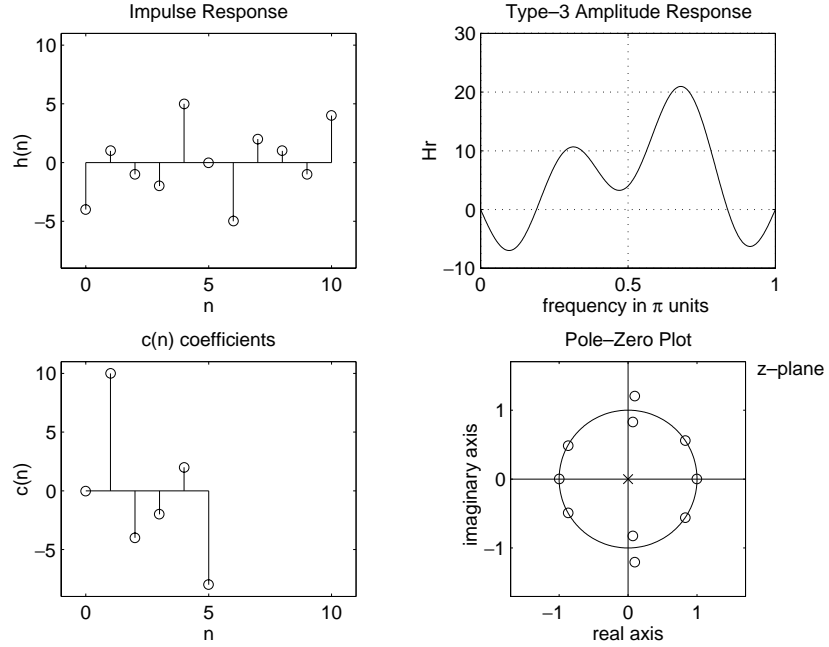 Impulse Response
10
5
0
−5
h(n)
0
5
10
n
Type−3 Amplitude Response
30
20
10
0
−10
Hr
0
0.5
1
frequency in π units
c(n) coefficients
10
5
0
−5
c(n)
0
5
10
n
Pole−Zero Plot
z−plane
1
0
−1
imaginary axis
−1
0
1
real axis